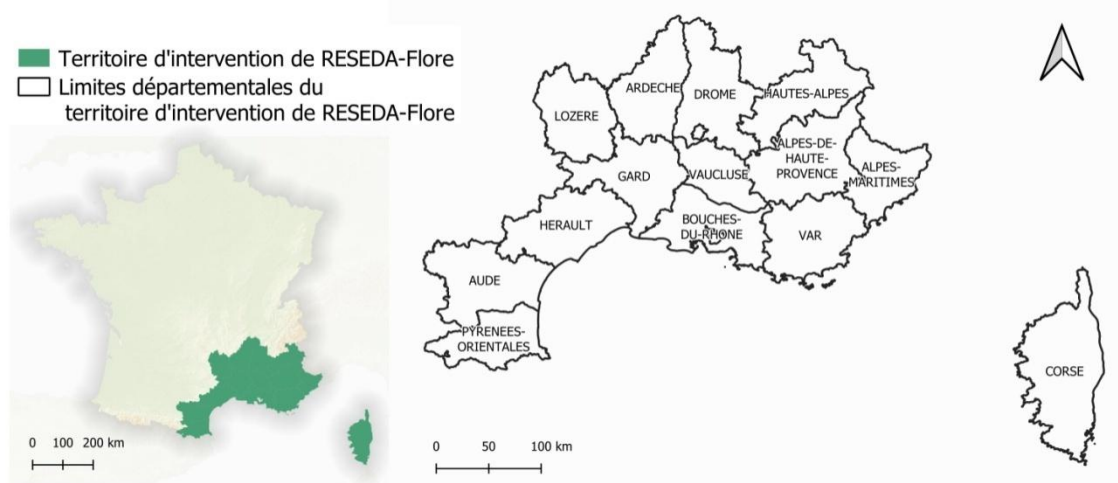 Territoire d'intervention de RESEDA-Flore
Limites départementales du
territoire d'intervention de RESEDA-Flore
0 100 200 km
ARDECHE
DROME
HAUTES-ALPES
LOZERE
ALPES-DE-
HAUTE-
PROVENCE
ALPES-
MARITIMES
GARD
VAUCLUSE
HERAULT
BOUCHES-
DU-RHONE
VAR
AUDE
PYRENEES-
ORIENTALES
CORSE
0 50 100 km